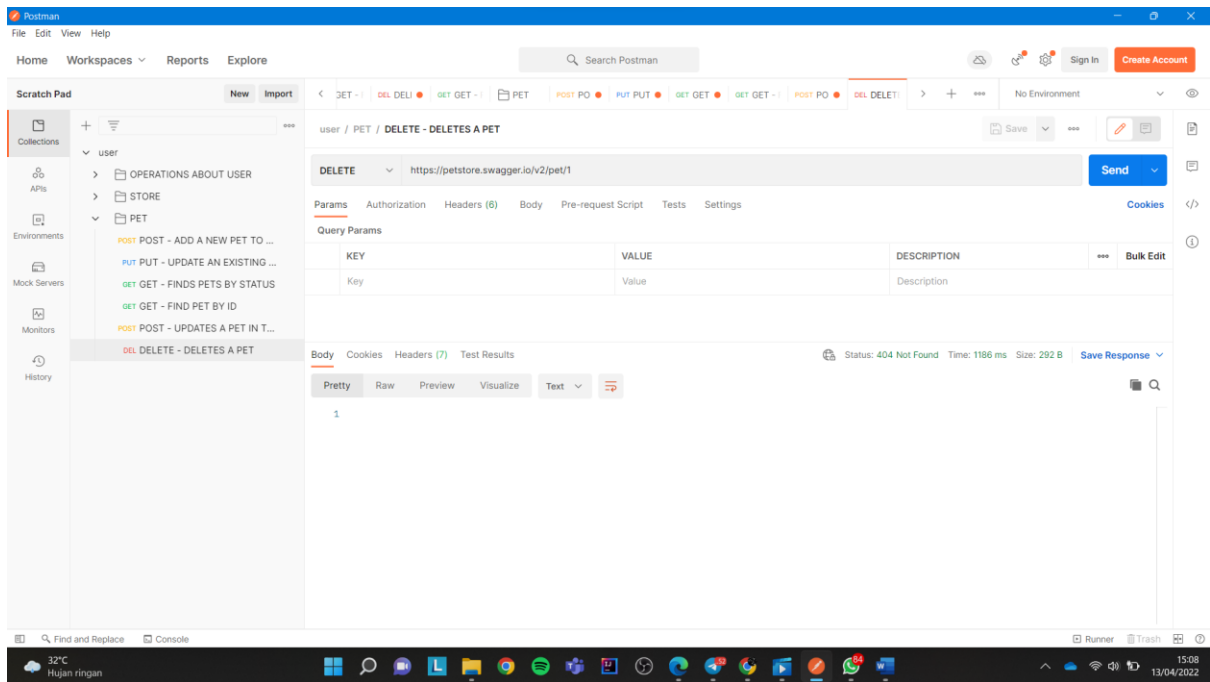 Postman
File Edit View Help
Home Workspaces Reports Explore
Search Postman
Sign In
Create Account
Scratch Pad
New Import
GET - DEL DELI GET GET - PET POST PO PUT PUT GET GET GET GET - POST PO DEL DELET
No Environment
Collections
APIs
Environments
Mock Servers
Monitors
History
user
OPERATIONS ABOUT USER
STORE
PET
POST POST - ADD A NEW PET TO ...
PUT PUT - UPDATE AN EXISTING ...
GET GET - FINDS PETS BY STATUS
GET GET - FIND PET BY ID
POST POST - UPDATES A PET IN T...
DEL DELETE - DELETES A PET
user / PET / DELETE - DELETES A PET
Save
DELETE https://petstore.swagger.io/v2/pet/1
Send
Params Authorization Headers (6) Body Pre-request Script Tests Settings
Cookies
Query Params
KEY VALUE DESCRIPTION Bulk Edit
Key Value Description
Body Cookies Headers (7) Test Results
Status: 404 Not Found Time: 1186 ms Size: 292 B Save Response
Pretty Raw Preview Visualize Text
1
Find and Replace Console
Runner Trash
32°C
Hujan ringan
52
84
15:08
13/04/2022